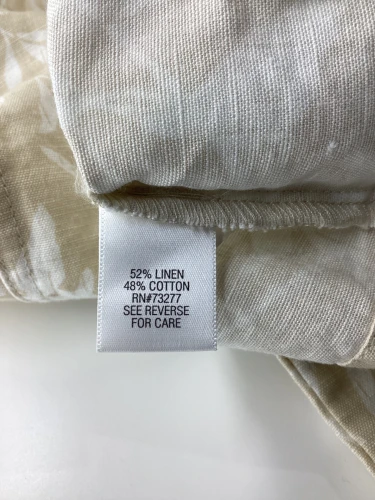 52% LINEN
48% COTTON
RN#73277
SEE REVERSE
FOR CARE